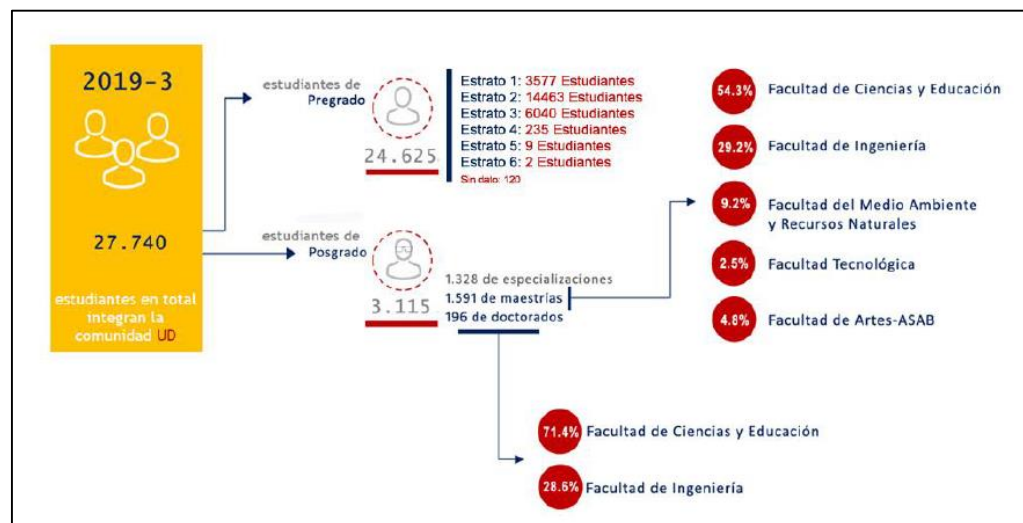 2019-3
27.740
estudiantes en total
integran la
comunidad UD
estudiantes de
Pregrado
24.625
Estrato 1: 3577 Estudiantes
Estrato 2: 14463 Estudiantes
Estrato 3: 6040 Estudiantes
Estrato 4: 235 Estudiantes
Estrato 5: 9 Estudiantes
Estrato 6: 2 Estudiantes
Sin dato: 120
estudiantes de
Posgrado
3.115
1.328 de especializaciones
1.591 de maestrías
196 de doctorados
54.3% Facultad de Ciencias y Educación
29.2% Facultad de Ingeniería
9.2% Facultad del Medio Ambiente
y Recursos Naturales
2.5% Facultad Tecnológica
4.8% Facultad de Artes-ASAB
71.4% Facultad de Ciencias y Educación
28.6% Facultad de Ingeniería